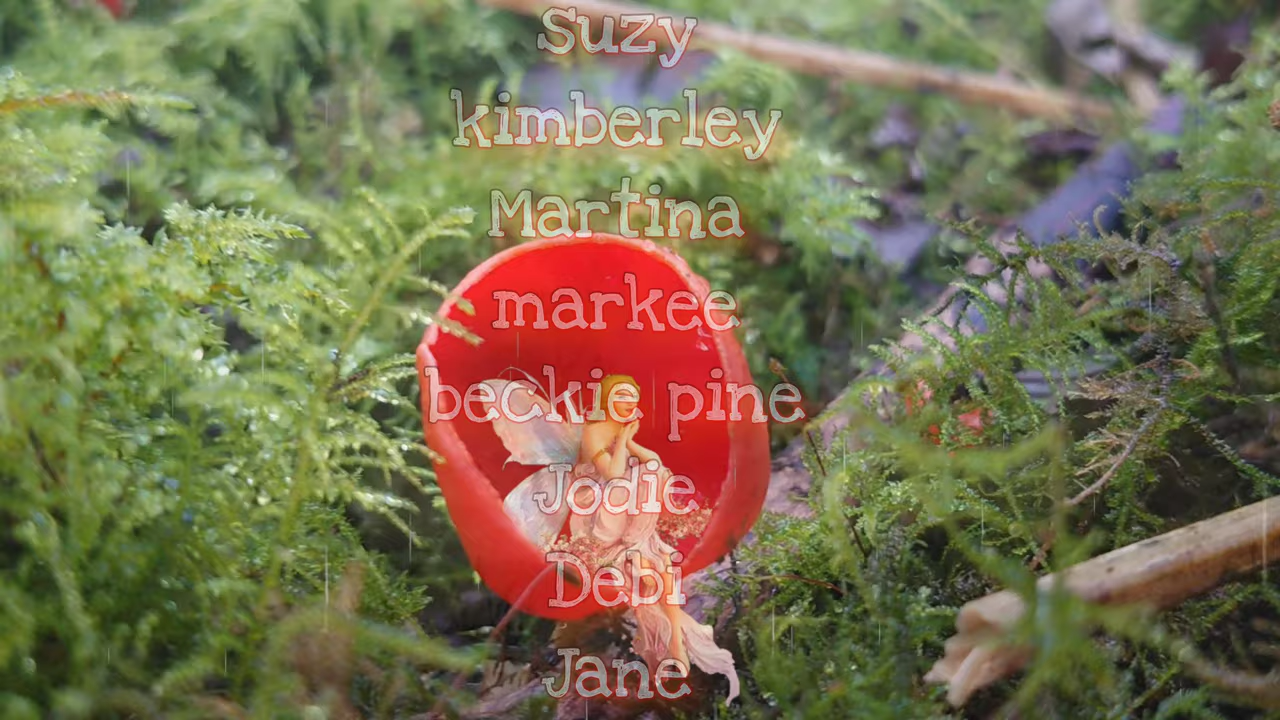 Suzy
kimberley
Martina
markee
beckie pine
Jodie
Debi
Jane